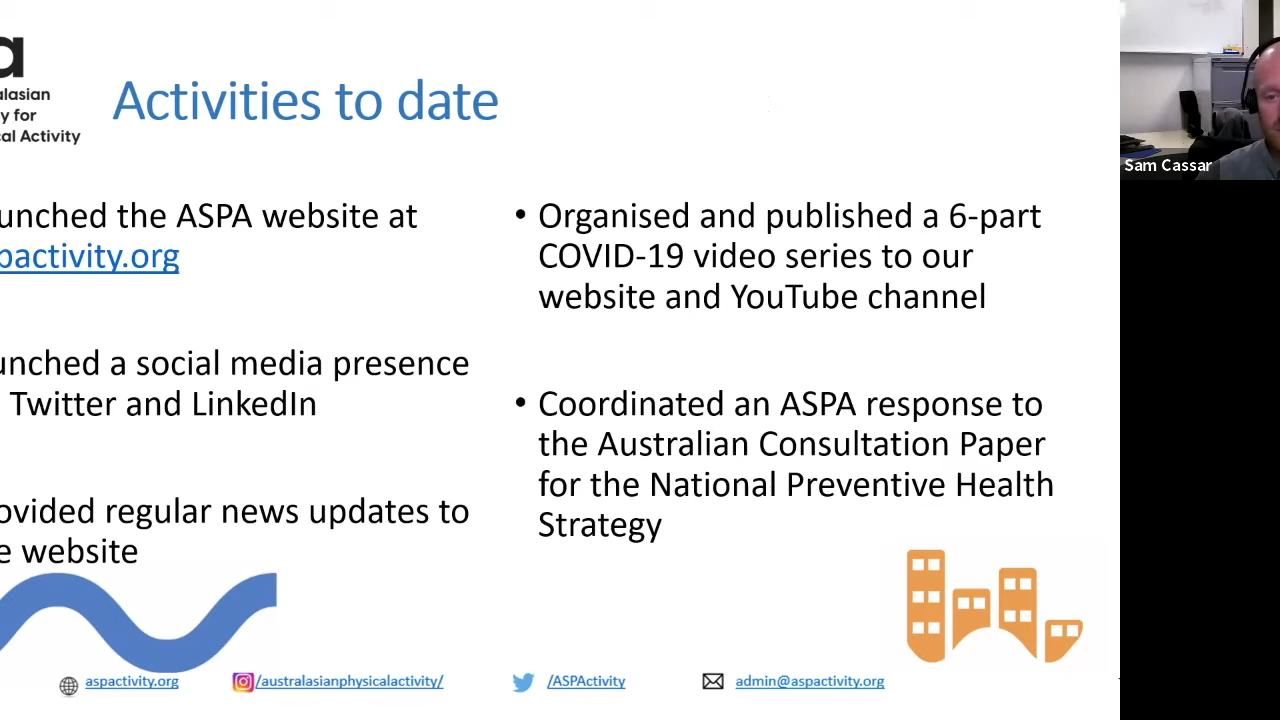 a
alasian
y for
cal Activity
Activities to date
unched the ASPA website at
pactivity.org
unched a social media presence
Twitter and LinkedIn
ovided regular news updates to
e website
• Organised and published a 6-part
COVID-19 video series to our
website and YouTube channel
• Coordinated an ASPA response to
the Australian Consultation Paper
for the National Preventive Health
Strategy
aspactivity.org
/australasianphysicalactivity/
/ASPActivity
admin@aspactivity.org
Sam Cassar